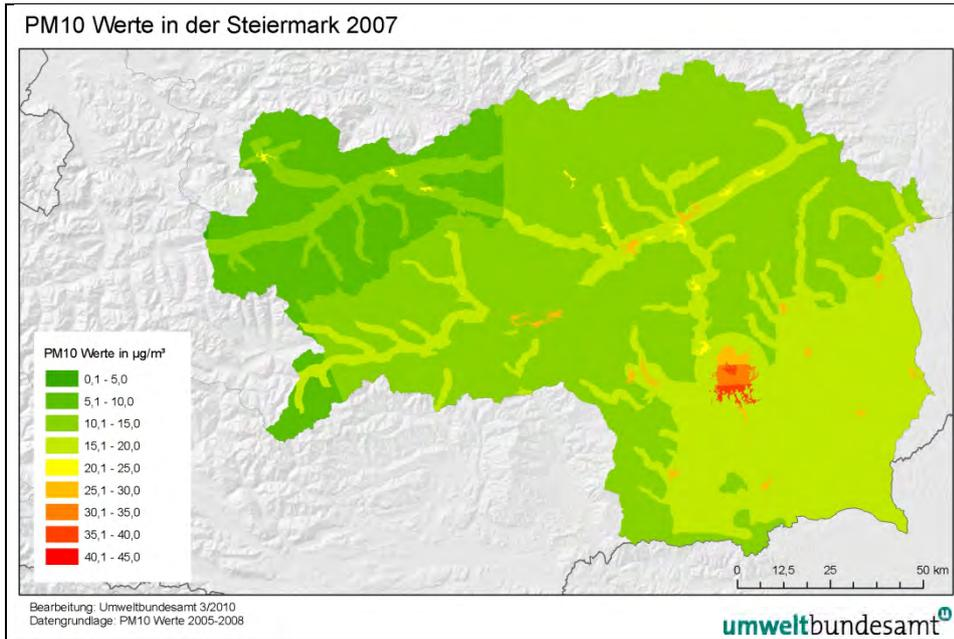 PM10 Werte in der Steiermark 2007
PM10 Werte in µg/m³
0,1 - 5,0
5,1 - 10,0
10,1 - 15,0
15,1 - 20,0
20,1 - 25,0
25,1 - 30,0
30,1 - 35,0
35,1 - 40,0
40,1 - 45,0
0 12,5 25 50 km
Bearbeitung: Umweltbundesamt 3/2010
Datengrundlage: PM10 Werte 2005-2008
umweltbundesamt